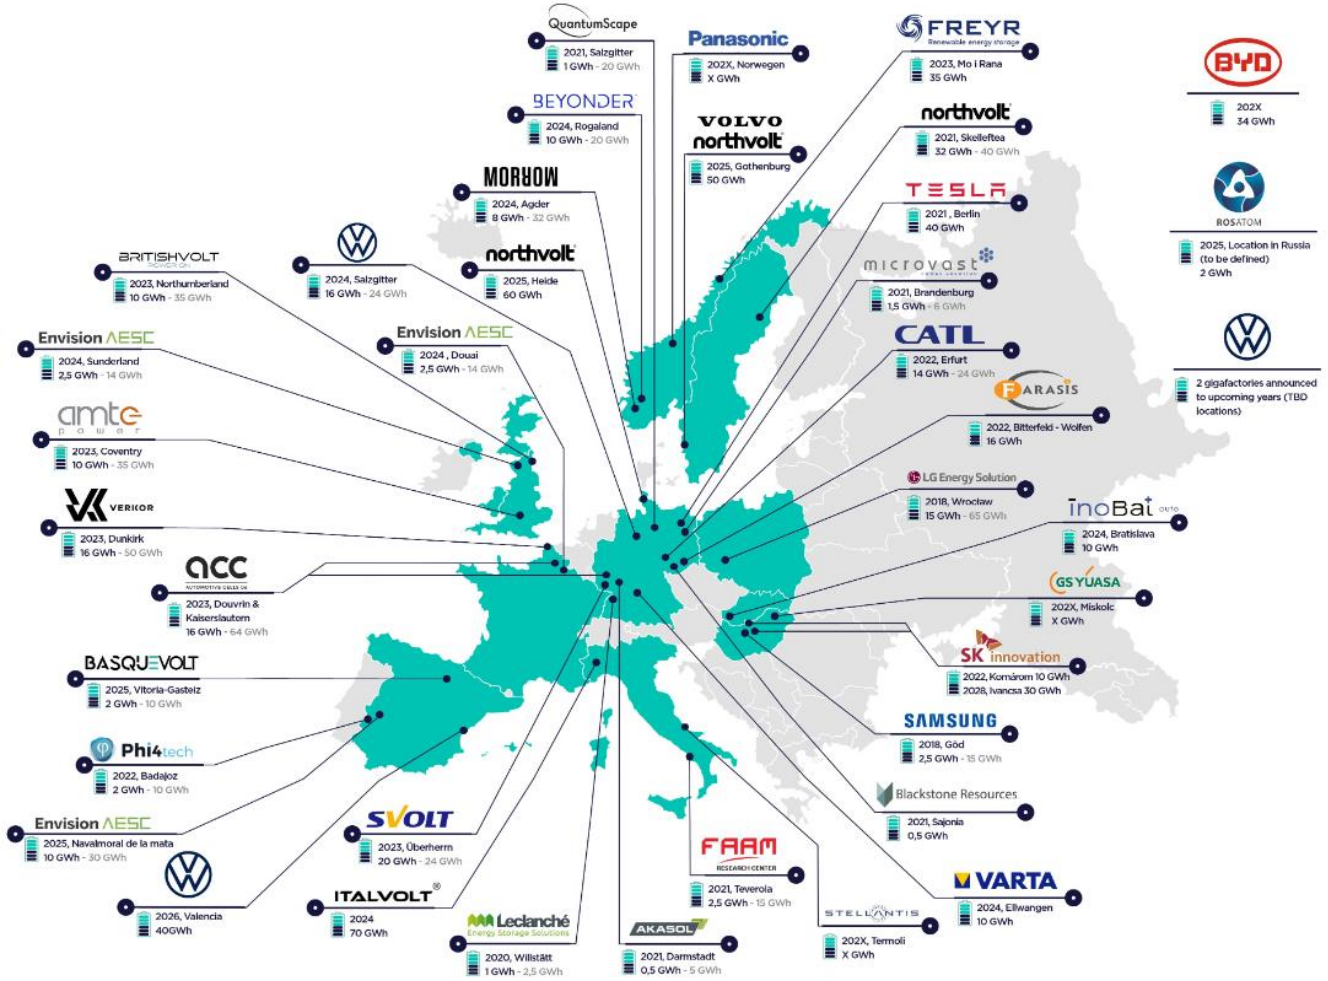 QuantumScape
2021, Salzgitter
1 GWh - 20 GWh
Panasonic
202X, Norwegen
X GWh
FREYR
Renewable energy storage
2023, Mo i Rana
35 GWh
BYD
202X
34 GWh
BEYONDER
2024, Rogaland
10 GWh - 20 GWh
VOLVO
northvolt
2025, Gothenburg
50 GWh
northvolt
2021, Skelleftea
32 GWh - 40 GWh
MORROW
2024, Agder
8 GWh - 32 GWh
TESLA
2021 , Berlin
40 GWh
ROSATOM
2025, Location in Russia
(to be defined)
2 GWh
BRITISHVOLT
2023, Northumberland
10 GWh - 35 GWh
VW
2024, Salzgitter
16 GWh - 24 GWh
northvolt
2025, Heide
60 GWh
microvast
2021, Brandenburg
1,5 GWh - 6 GWh
Envision AESC
2024, Sunderland
2,5 GWh - 14 GWh
Envision AESC
2024 , Douai
2,5 GWh - 14 GWh
CATL
2022, Erfurt
14 GWh - 24 GWh
VW
2 gigafactories announced
to upcoming years (TBD
locations)
amte
power
2023, Coventry
10 GWh - 35 GWh
FARASIS
2022, Bitterfeld - Wolfen
16 GWh
VERKOR
2023, Dunkirk
16 GWh - 50 GWh
LG Energy Solution
2018, Wrocław
15 GWh - 65 GWh
inoBat AUTO
2024, Bratislava
10 GWh
acc
AUTOMOTIVE CELLS CO
2023, Douvrin &
Kaiserslautern
16 GWh - 64 GWh
GS YUASA
202X, Miskolc
X GWh
BASQUEVOLT
2025, Vitoria-Gasteiz
2 GWh - 10 GWh
SK innovation
2022, Komárom 10 GWh
2028, Ivancsa 30 GWh
Phi4tech
2022, Badajoz
2 GWh - 10 GWh
SAMSUNG
2018, Göd
2,5 GWh - 15 GWh
Envision AESC
2025, Navalmoral de la mata
10 GWh - 30 GWh
SVOLT
2023, Überherrn
20 GWh - 24 GWh
Blackstone Resources
2021, Sajonia
0,5 GWh
VW
2026, Valencia
40GWh
ITALVOLT®
2024
70 GWh
FAAM
RESEARCH CENTER
2021, Teverola
2,5 GWh - 15 GWh
VARTA
2024, Ellwangen
10 GWh
Leclanché
Energy Storage Solutions
2020, Willstätt
1 GWh - 2,5 GWh
AKASOL
2021, Darmstadt
0,5 GWh - 5 GWh
STELLANTIS
202X, Termoli
X GWh